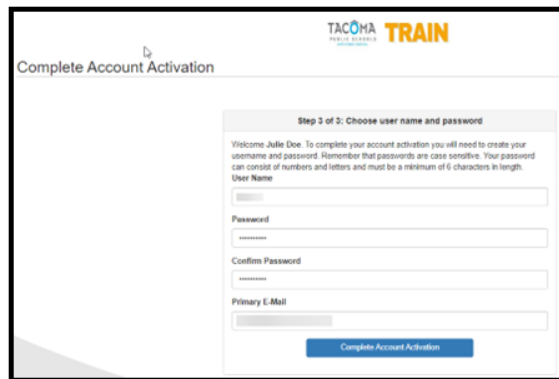 TACOMA TRAIN
PUBLIC SCHOOLS
Complete Account Activation
Step 3 of 3: Choose user name and password
Welcome Julie Doe. To complete your account activation you will need to create your
username and password. Remember that passwords are case sensitive. Your password
can consist of numbers and letters and must be a minimum of 6 characters in length.
User Name
Password
Confirm Password
Primary E-Mail
Complete Account Activation